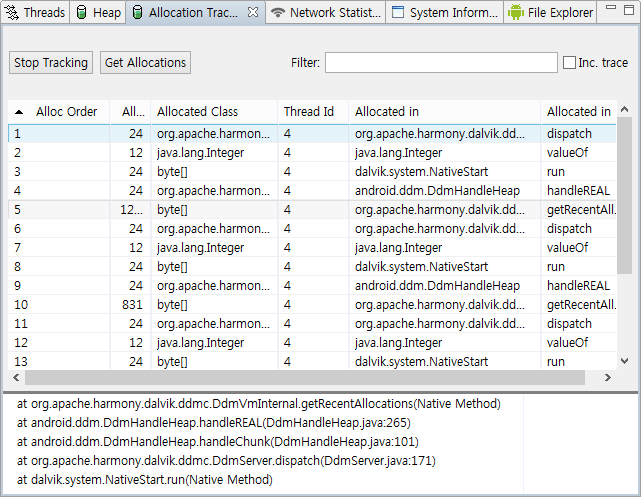 Threads Heap Allocation Trac... Network Statist... System Inform... File Explorer
Stop Tracking Get Allocations Filter: Inc. trace
Alloc Order All... Allocated Class Thread Id Allocated in Allocated in
1 24 org.apache.harmon... 4 org.apache.harmony.dalvik.dd... dispatch
2 12 java.lang.Integer 4 java.lang.Integer valueOf
3 24 byte[] 4 dalvik.system.NativeStart run
4 24 org.apache.harmon... 4 android.ddm.DdmHandleHeap handleREAL
5 12... byte[] 4 org.apache.harmony.dalvik.dd... getRecentAll.
6 24 org.apache.harmon... 4 org.apache.harmony.dalvik.dd... dispatch
7 12 java.lang.Integer 4 java.lang.Integer valueOf
8 24 byte[] 4 dalvik.system.NativeStart run
9 24 org.apache.harmon... 4 android.ddm.DdmHandleHeap handleREAL
10 831 byte[] 4 org.apache.harmony.dalvik.dd... getRecentAll.
11 24 org.apache.harmon... 4 org.apache.harmony.dalvik.dd... dispatch
12 12 java.lang.Integer 4 java.lang.Integer valueOf
13 24 byte[] 4 dalvik.system.NativeStart run
at org.apache.harmony.dalvik.ddmc.DdmVmInternal.getRecentAllocations(Native Method)
at android.ddm.DdmHandleHeap.handleREAL(DdmHandleHeap.java:265)
at android.ddm.DdmHandleHeap.handleChunk(DdmHandleHeap.java:101)
at org.apache.harmony.dalvik.ddmc.DdmServer.dispatch(DdmServer.java:171)
at dalvik.system.NativeStart.run(Native Method)